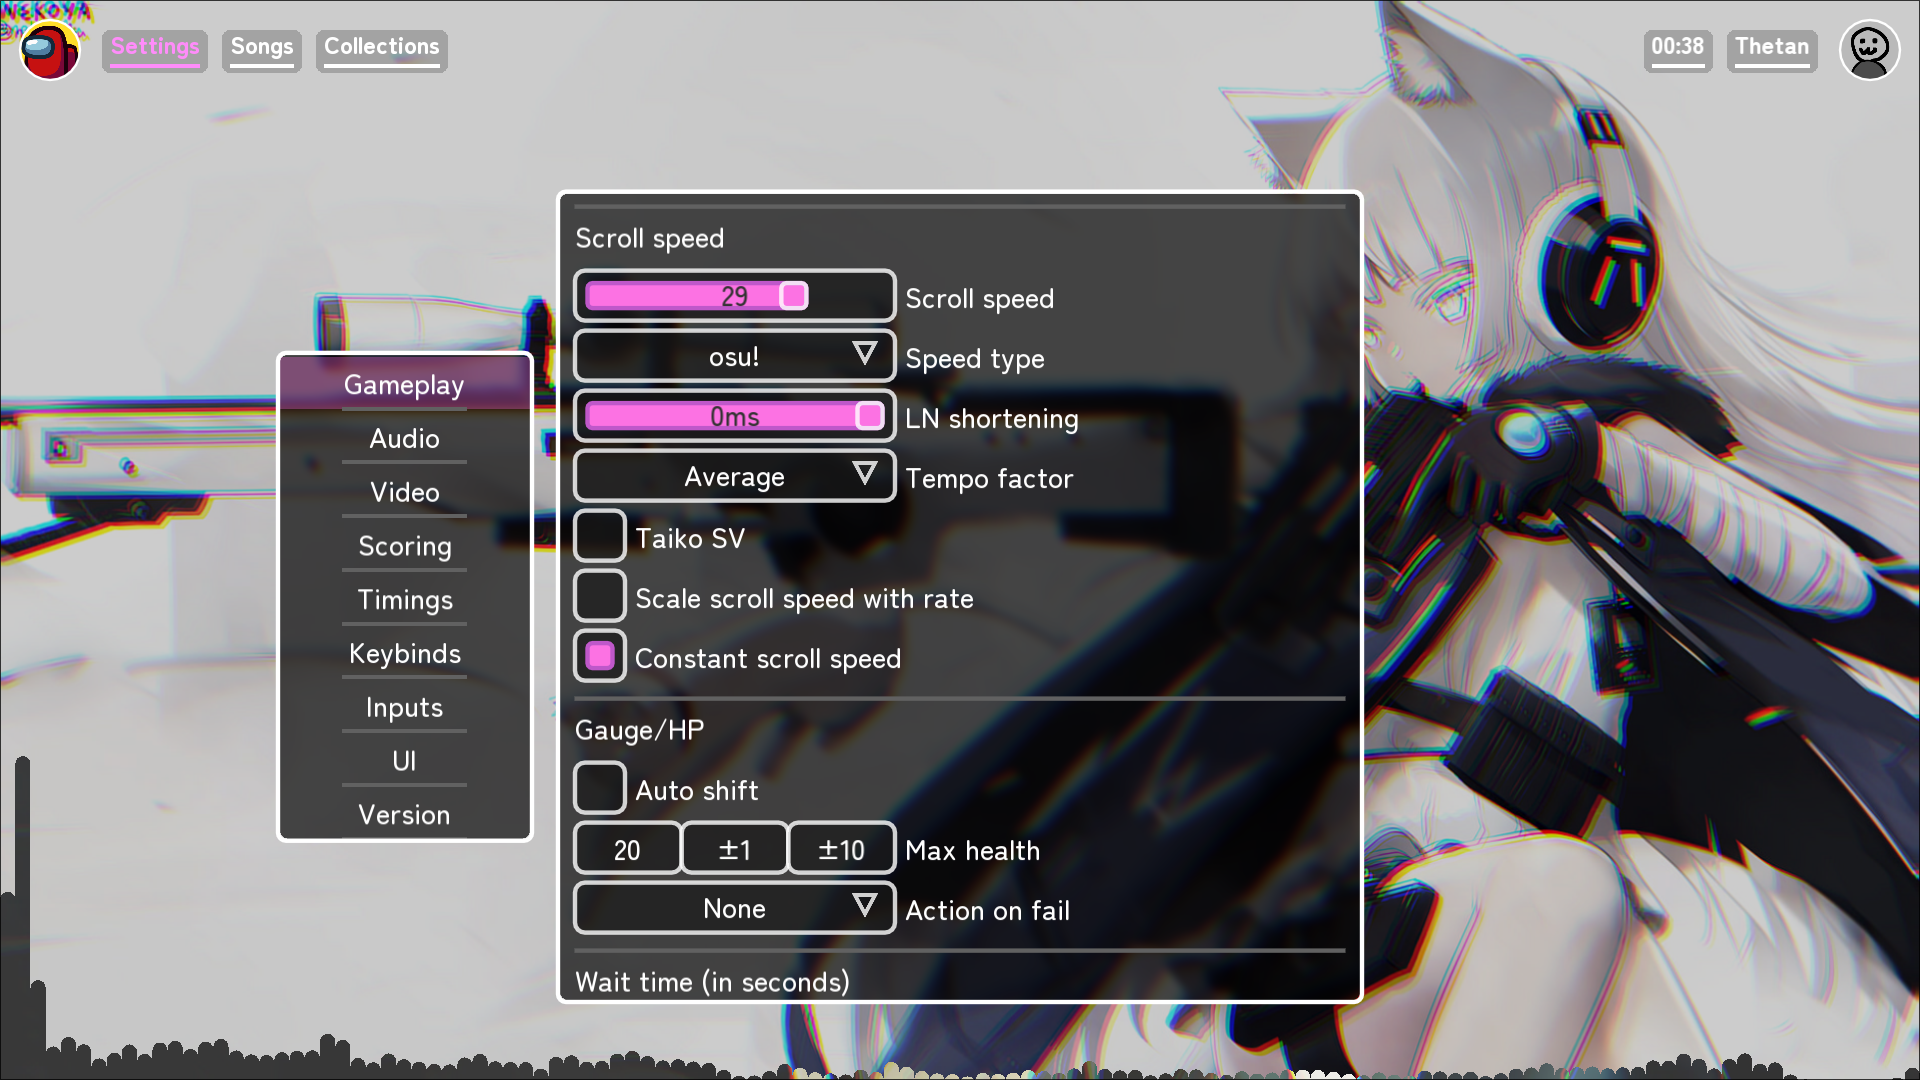 NEKOYA
Settings
Songs
Collections
00:38
Thetan
Gameplay
Audio
Video
Scoring
Timings
Keybinds
Inputs
UI
Version
Scroll speed
29
Scroll speed
osu!
Speed type
0ms
LN shortening
Average
Tempo factor
Taiko SV
Scale scroll speed with rate
Constant scroll speed
Gauge/HP
Auto shift
20
±1
±10
Max health
None
Action on fail
Wait time (in seconds)